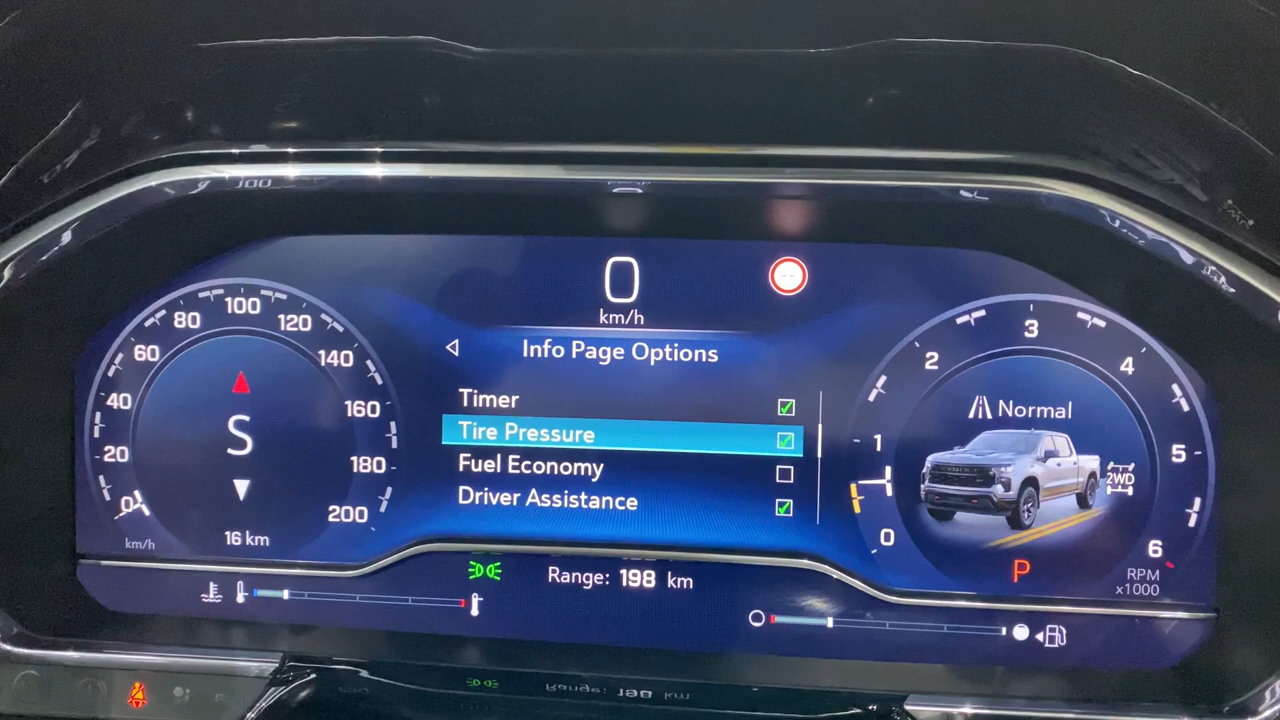 0
km/h
Info Page Options
Timer
Tire Pressure
Fuel Economy
Driver Assistance
0
20
40
60
80
100
120
140
160
180
200
km/h
S
16 km
0
1
2
3
4
5
6
RPM
x1000
Normal
2WD
P
Range: 198 km